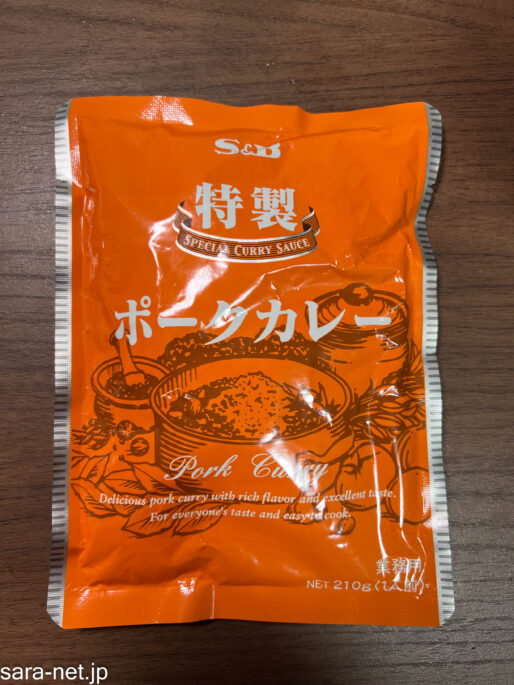 S&B
特製
SPECIAL CURRY SAUCE
ポークカレー
Pork Curry
Delicious pork curry with rich flavor and excellent taste.
For everyone's taste and easy to cook.
業務用
NET 210g(1人前)
sara-net.jp